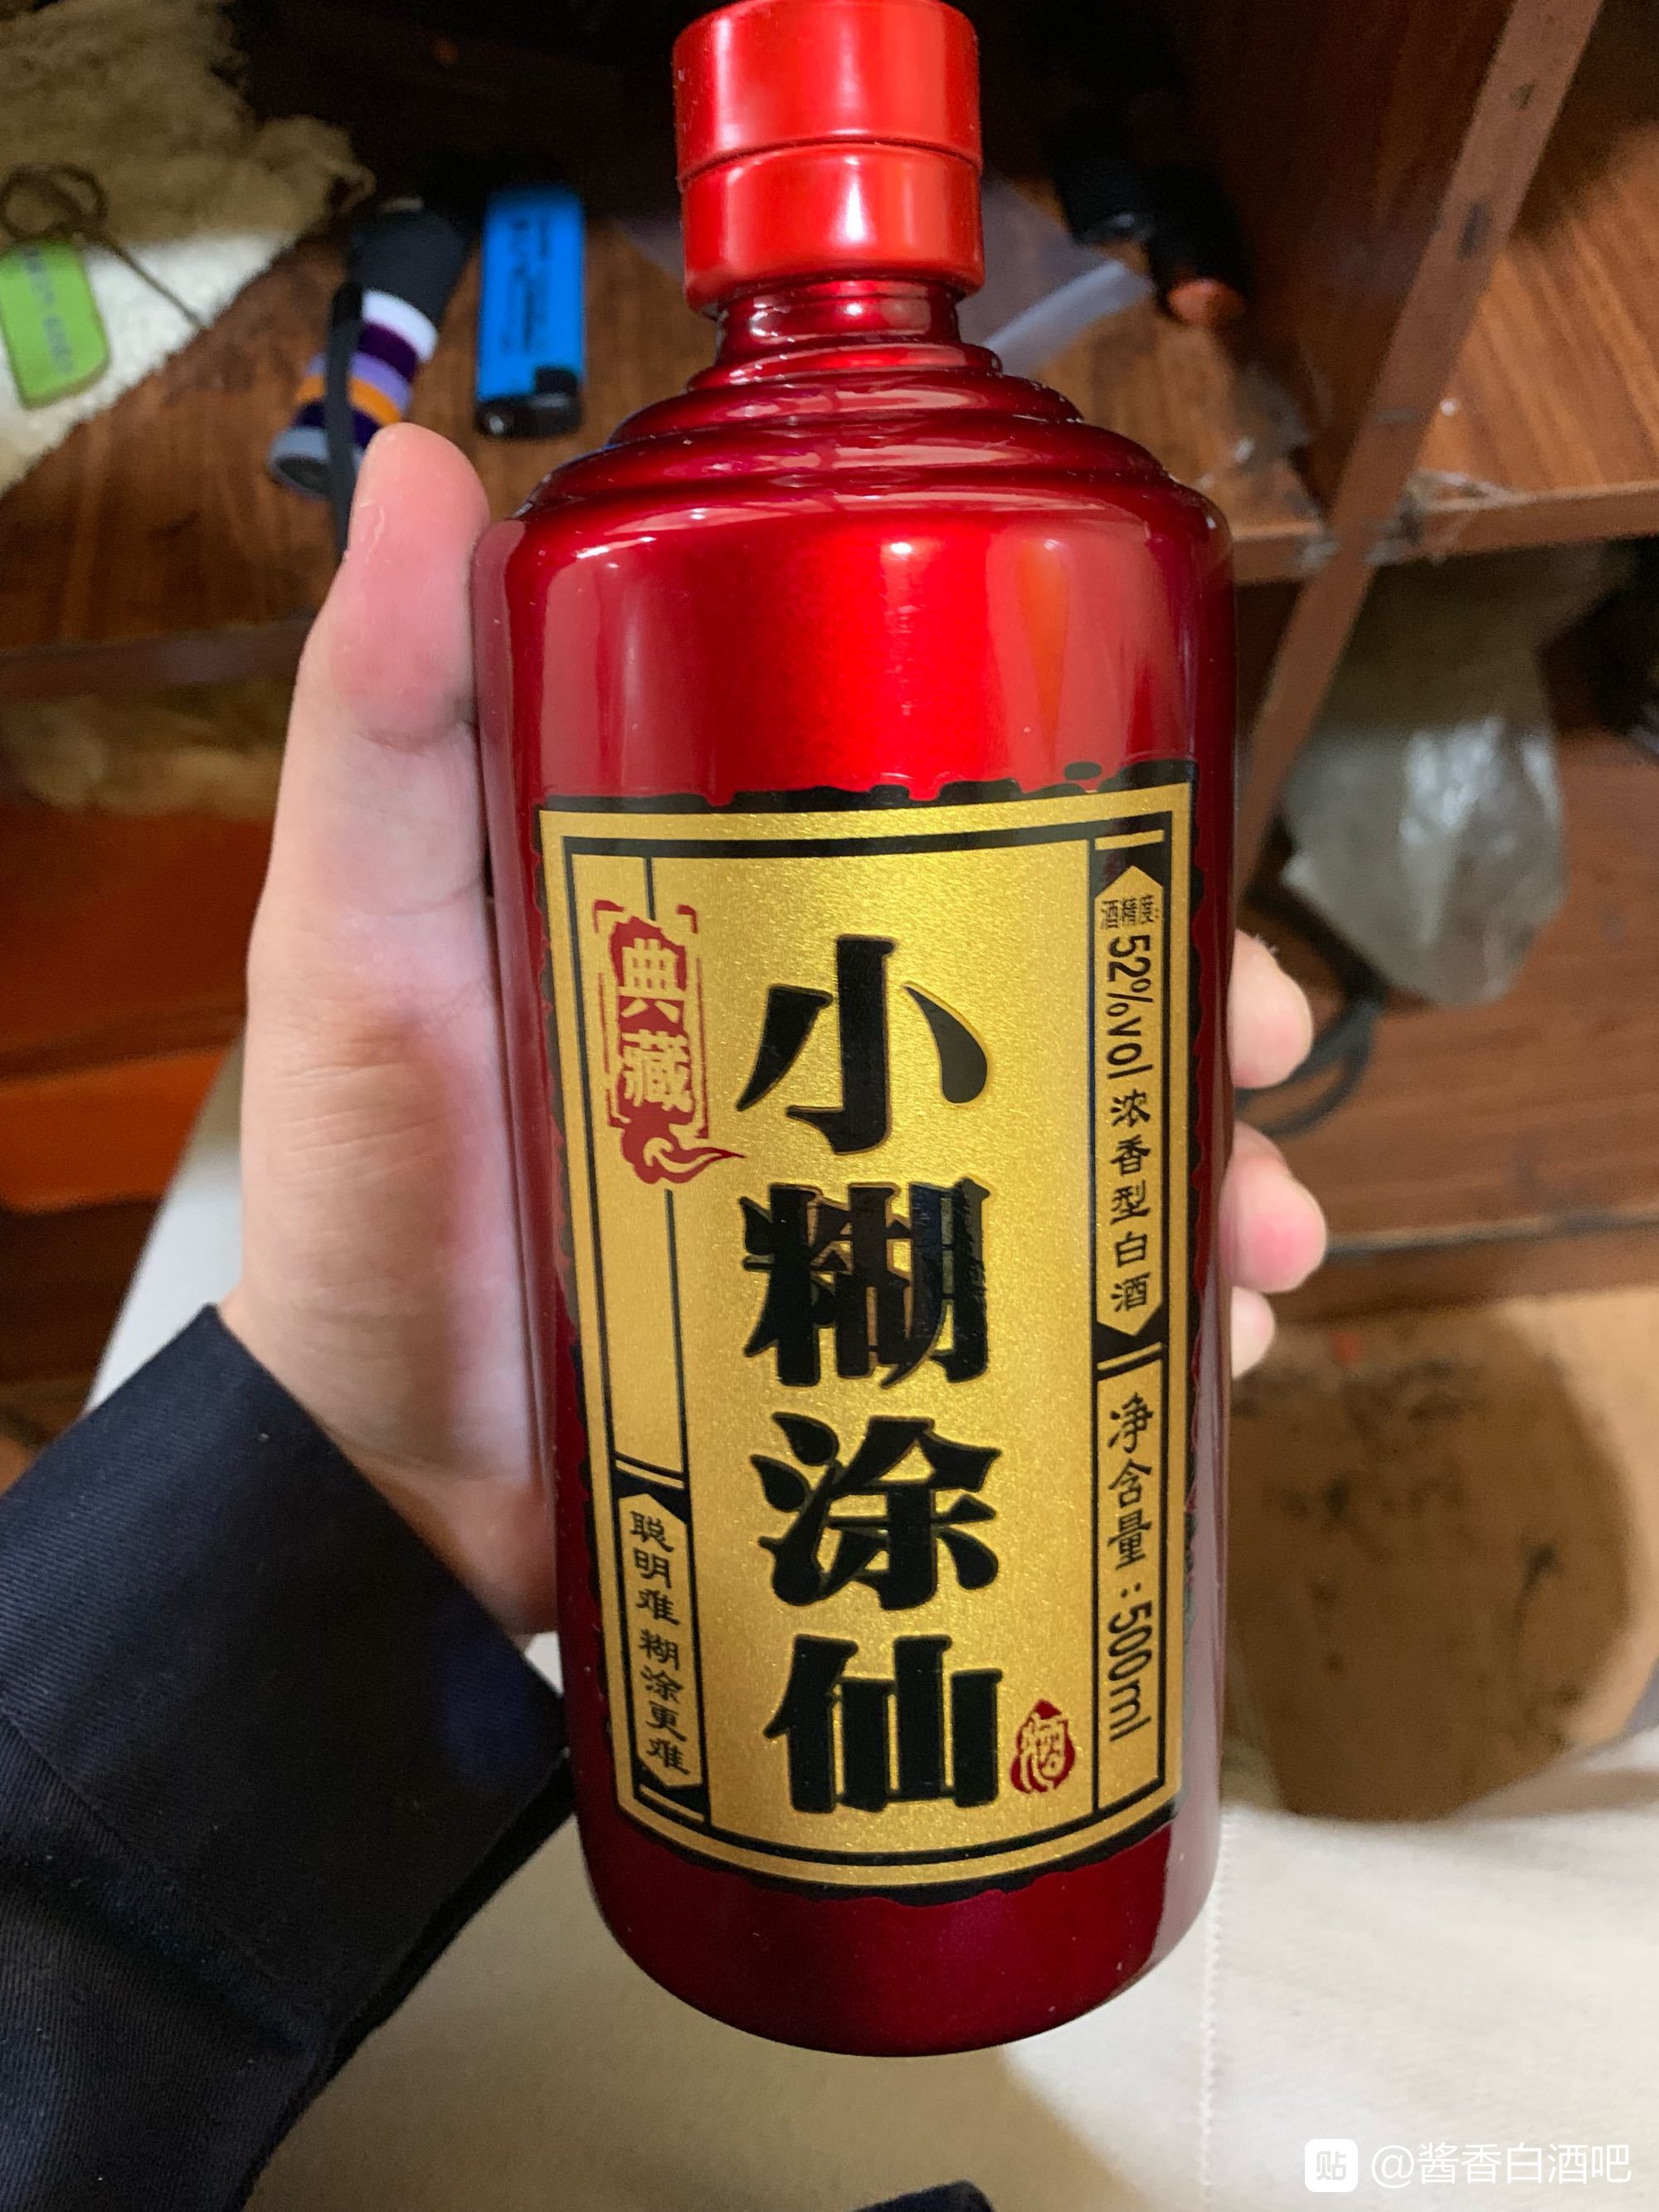 酒精度:52%vol 浓香型白酒
净含量:500ml
小糊涂仙
酒
典藏
聪明难 糊涂更难
贴 @酱香白酒吧